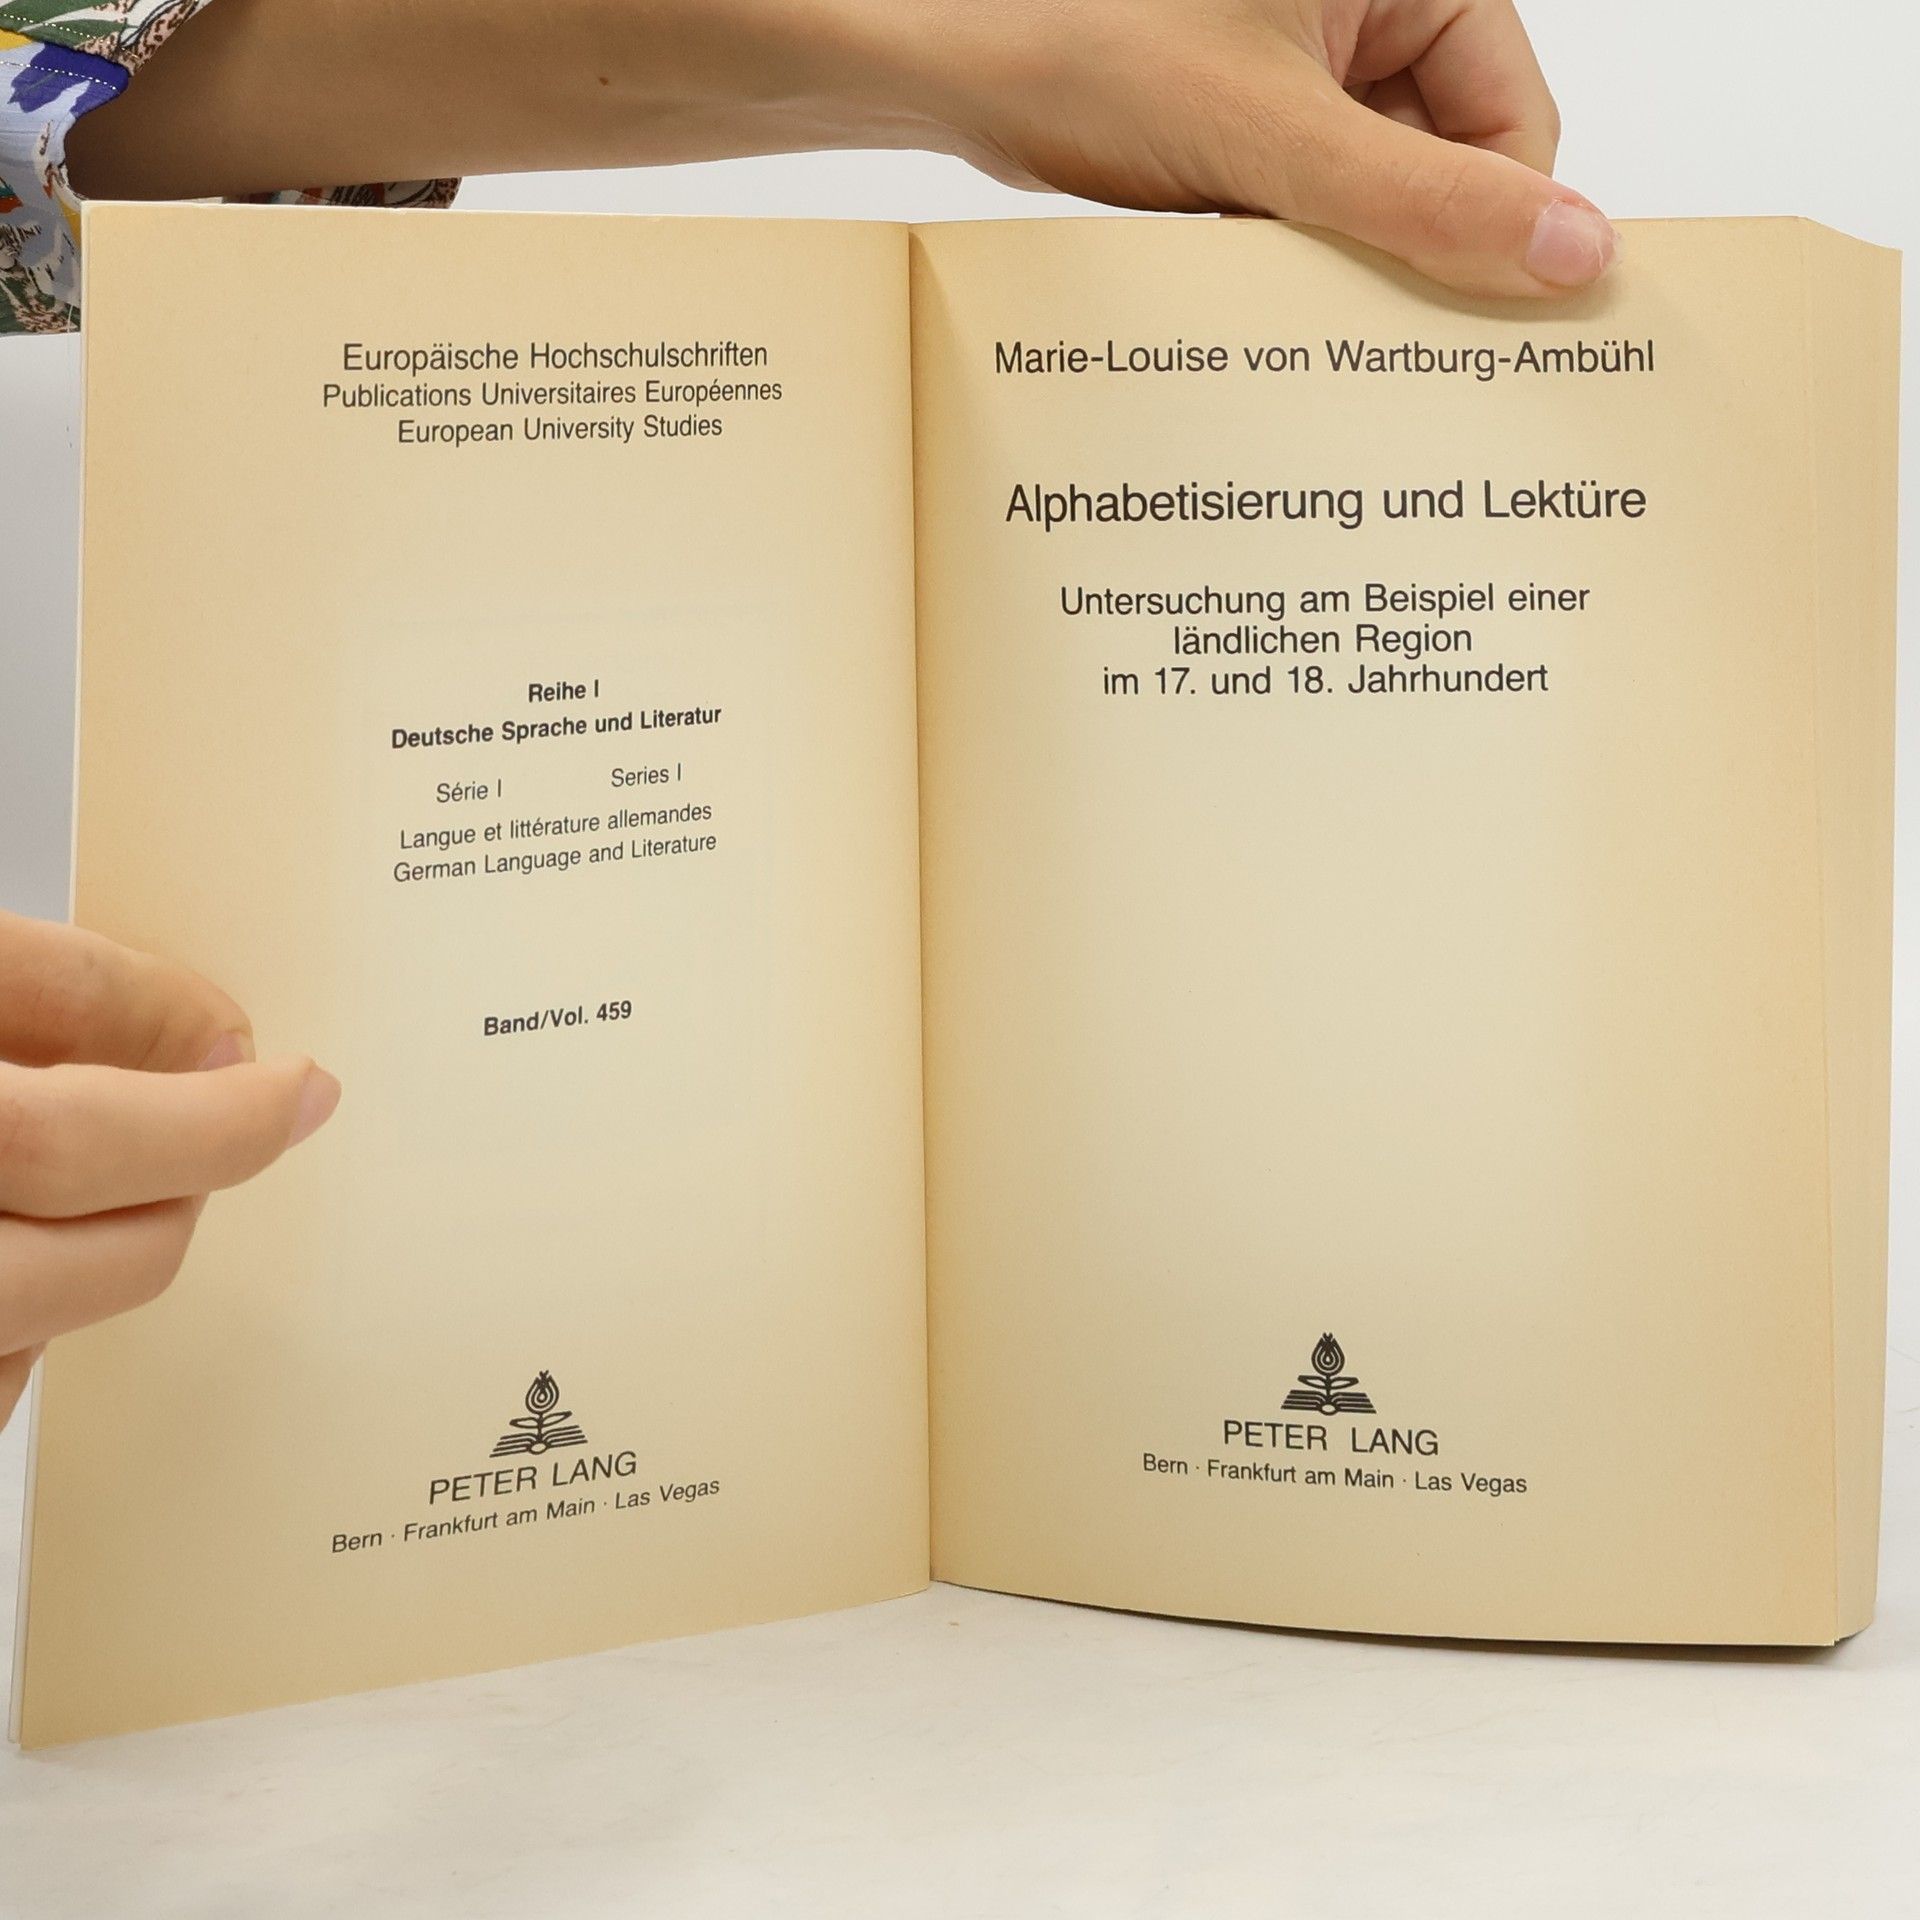 Europäische Hochschulschriften
Publications Universitaires Européennes
European University Studies
Reihe I
Deutsche Sprache und Literatur
Série I Series I
Langue et littérature allemandes
German Language and Literature
Band/Vol. 459
PETER LANG
Bern · Frankfurt am Main · Las Vegas
Marie-Louise von Wartburg-Ambühl
Alphabetisierung und Lektüre
Untersuchung am Beispiel einer
ländlichen Region
im 17. und 18. Jahrhundert
PETER LANG
Bern · Frankfurt am Main · Las Vegas